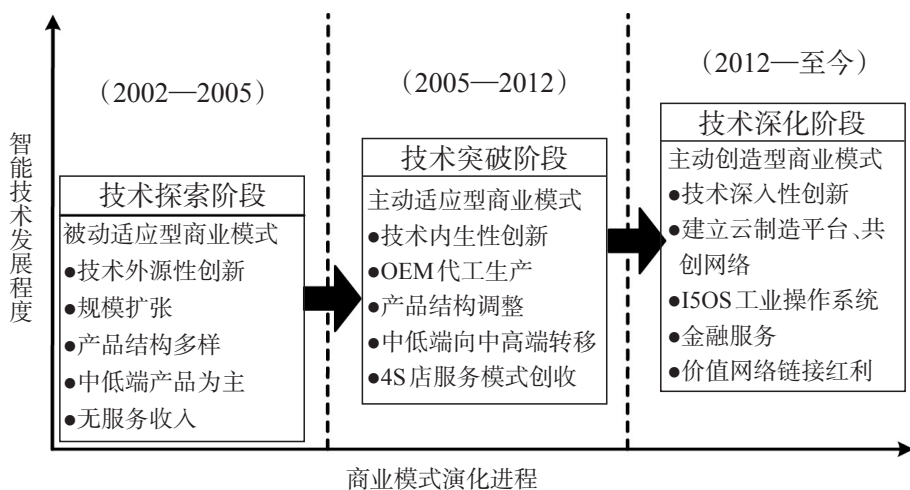 智能技术发展程度
(2002—2005)
技术探索阶段
被动适应型商业模式
●技术外源性创新
●规模扩张
●产品结构多样
●中低端产品为主
●无服务收入
(2005—2012)
技术突破阶段
主动适应型商业模式
●技术内生性创新
●OEM代工生产
●产品结构调整
●中低端向中高端转移
●4S店服务模式创收
(2012—至今)
技术深化阶段
主动创造型商业模式
●技术深入性创新
●建立云制造平台、共
创网络
●I5OS工业操作系统
●金融服务
●价值网络链接红利
商业模式演化进程